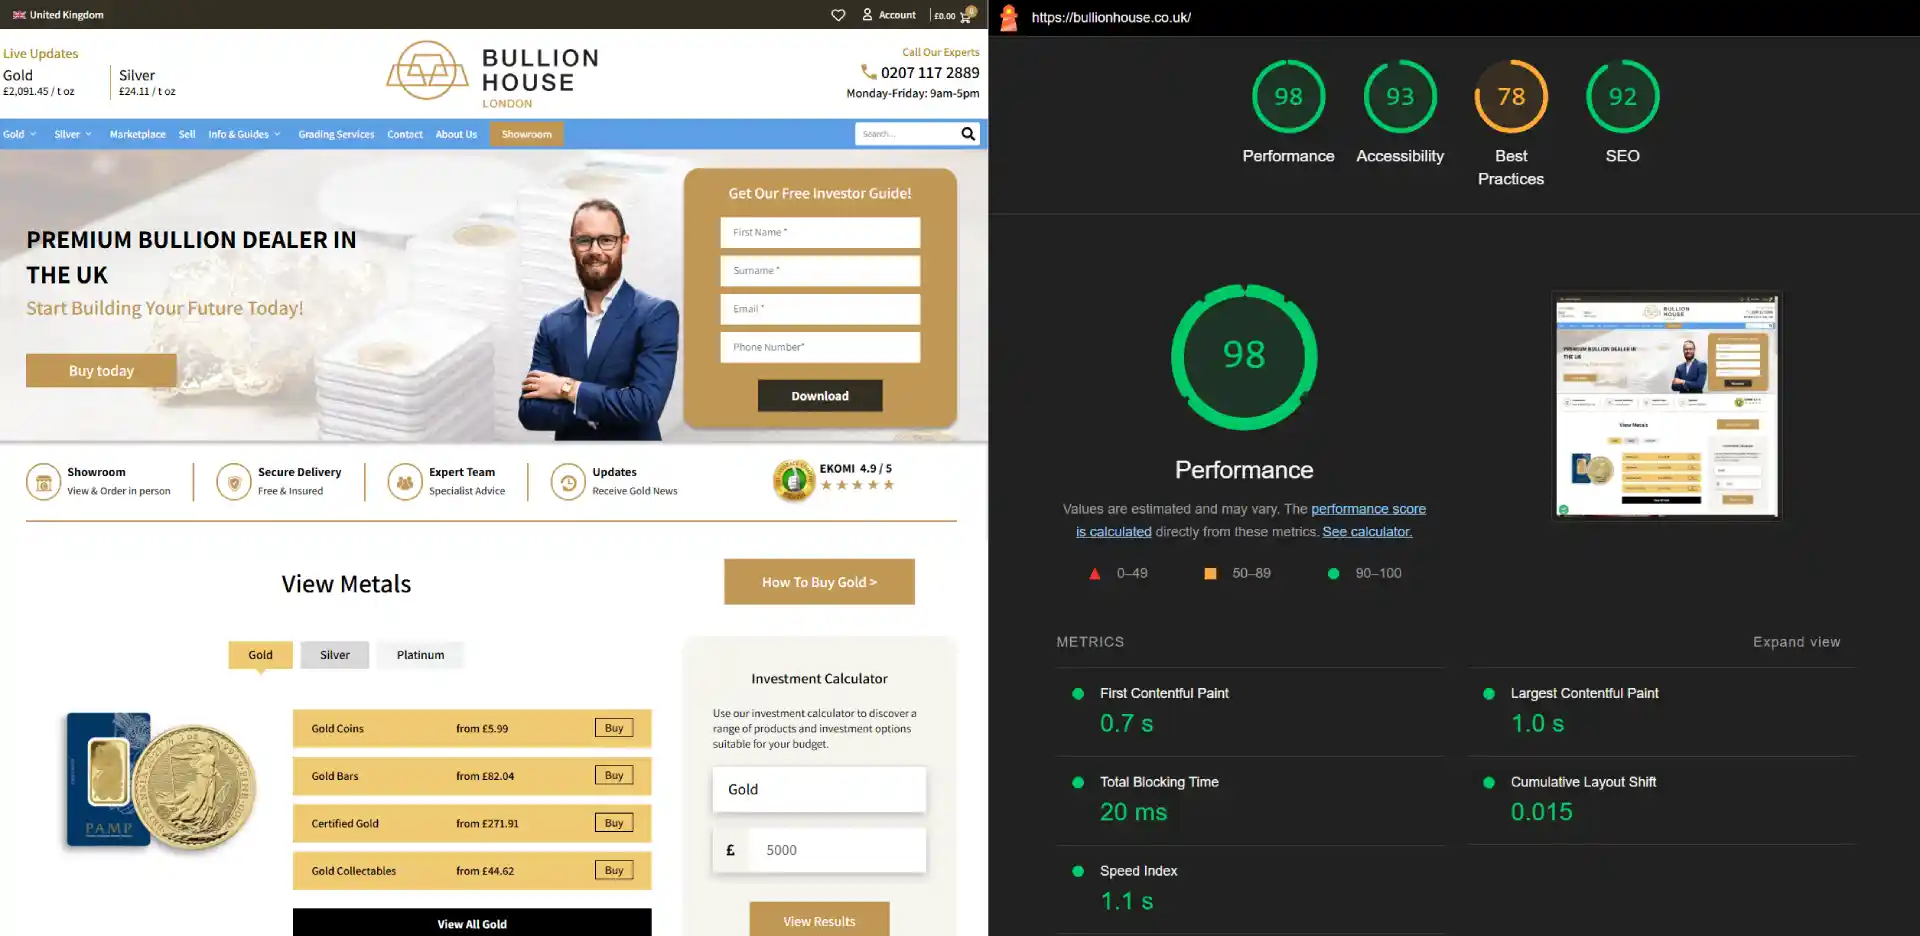 United Kingdom
Account
£0.00
0
Live Updates
Gold
£2,091.45 / t oz
Silver
£24.11 / t oz
BULLION
HOUSE
LONDON
Call Our Experts
0207 117 2889
Monday-Friday: 9am-5pm
Gold
Silver
Marketplace
Sell
Info & Guides
Grading Services
Contact
About Us
Showroom
Search...
PREMIUM BULLION DEALER IN
THE UK
Start Building Your Future Today!
Buy today
Get Our Free Investor Guide!
First Name *
Surname *
Email *
Phone Number*
Download
Showroom
View & Order in person
Secure Delivery
Free & Insured
Expert Team
Specialist Advice
Updates
Receive Gold News
EKOMI 4.9 / 5
View Metals
How To Buy Gold >
Gold
Silver
Platinum
PAMP
Gold Coins from £5.99 Buy
Gold Bars from £82.04 Buy
Certified Gold from £271.91 Buy
Gold Collectables from £44.62 Buy
View All Gold
Investment Calculator
Use our investment calculator to discover a
range of products and investment options
suitable for your budget.
Gold
£ 5000
View Results
https://bullionhouse.co.uk/
98
Performance
93
Accessibility
78
Best
Practices
92
SEO
98
Performance
Values are estimated and may vary. The performance score
is calculated directly from these metrics. See calculator.
0–49
50–89
90–100
BULLION
HOUSE
PREMIUM BULLION DEALER IN
THE UK
View Metals
METRICS
Expand view
First Contentful Paint
0.7 s
Largest Contentful Paint
1.0 s
Total Blocking Time
20 ms
Cumulative Layout Shift
0.015
Speed Index
1.1 s